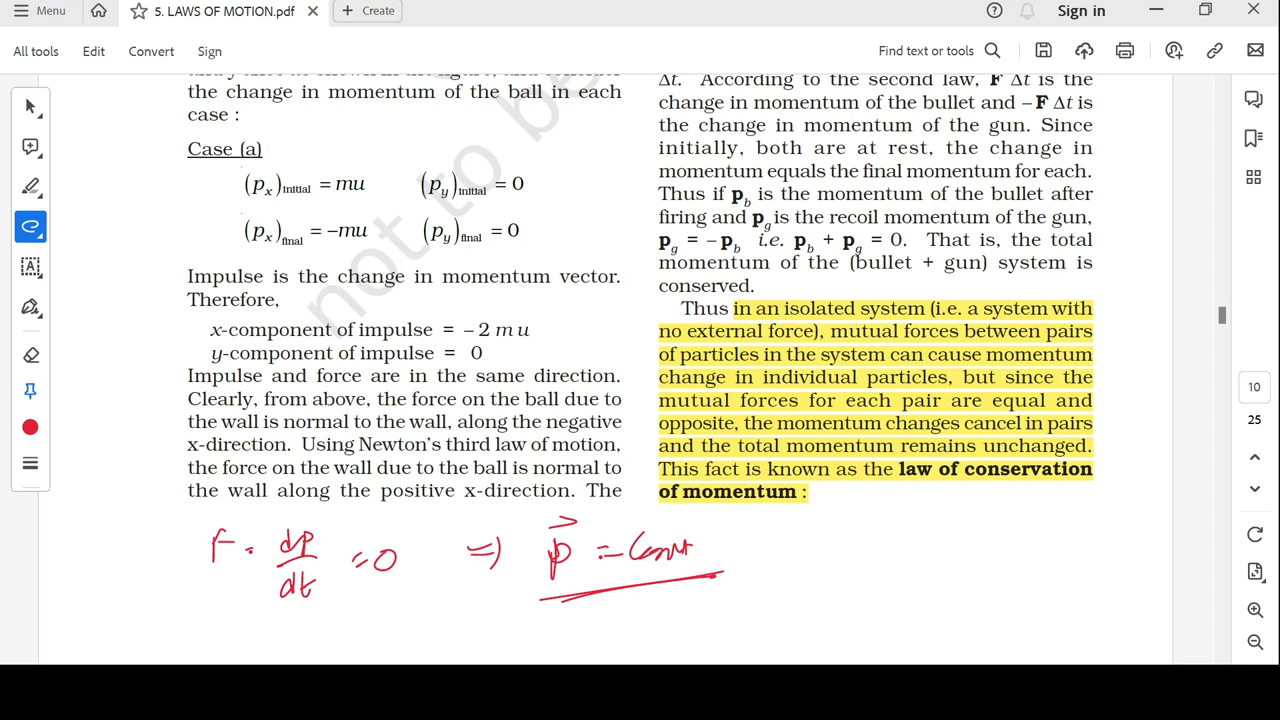 Menu
5. LAWS OF MOTION.pdf
Create
Sign in
All tools
Edit
Convert
Sign
Find text or tools
the change in momentum of the ball in each
case :
Case (a)
(pₓ)initial = mu (p_y)initial = 0
(pₓ)final = −mu (p_y)final = 0
Impulse is the change in momentum vector.
Therefore,
x-component of impulse = – 2 m u
y-component of impulse = 0
Impulse and force are in the same direction.
Clearly, from above, the force on the ball due to
the wall is normal to the wall, along the negative
x-direction. Using Newton's third law of motion,
the force on the wall due to the ball is normal to
the wall along the positive x-direction. The
Δt. According to the second law, F Δt is the
change in momentum of the bullet and – F Δt is
the change in momentum of the gun. Since
initially, both are at rest, the change in
momentum equals the final momentum for each.
Thus if p_b is the momentum of the bullet after
firing and p_g is the recoil momentum of the gun,
p_g = – p_b i.e. p_b + p_g = 0. That is, the total
momentum of the (bullet + gun) system is
conserved.
Thus in an isolated system (i.e. a system with
no external force), mutual forces between pairs
of particles in the system can cause momentum
change in individual particles, but since the
mutual forces for each pair are equal and
opposite, the momentum changes cancel in pairs
and the total momentum remains unchanged.
This fact is known as the law of conservation
of momentum :
F = dP/dt = 0 ⇒ p⃗ = Const
not to be
10
25